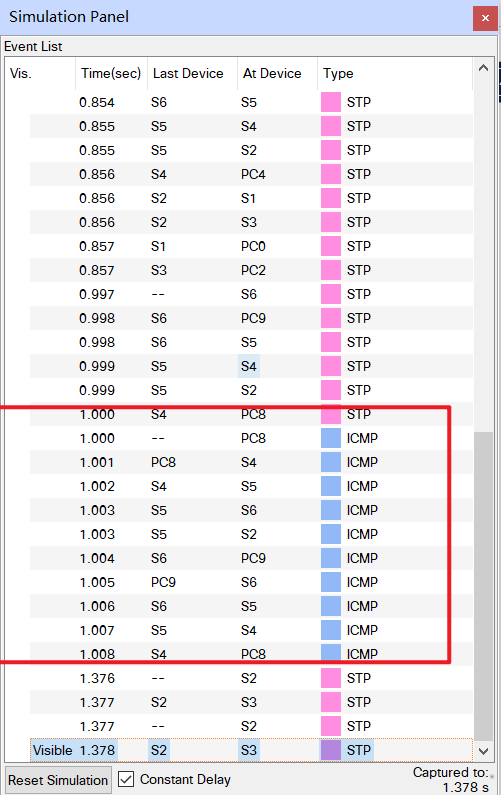 Simulation Panel
Event List
Vis. Time(sec) Last Device At Device Type
0.854 S6 S5 STP
0.855 S5 S4 STP
0.855 S5 S2 STP
0.856 S4 PC4 STP
0.856 S2 S1 STP
0.856 S2 S3 STP
0.857 S1 PC0 STP
0.857 S3 PC2 STP
0.997 -- S6 STP
0.998 S6 PC9 STP
0.998 S6 S5 STP
0.999 S5 S4 STP
0.999 S5 S2 STP
1.000 S4 PC8 STP
1.000 -- PC8 ICMP
1.001 PC8 S4 ICMP
1.002 S4 S5 ICMP
1.003 S5 S6 ICMP
1.003 S5 S2 ICMP
1.004 S6 PC9 ICMP
1.005 PC9 S6 ICMP
1.006 S6 S5 ICMP
1.007 S5 S4 ICMP
1.008 S4 PC8 ICMP
1.376 -- S2 STP
1.377 S2 S3 STP
1.377 -- S2 STP
Visible 1.378 S2 S3 STP
Reset Simulation Constant Delay Captured to:
1.378 s